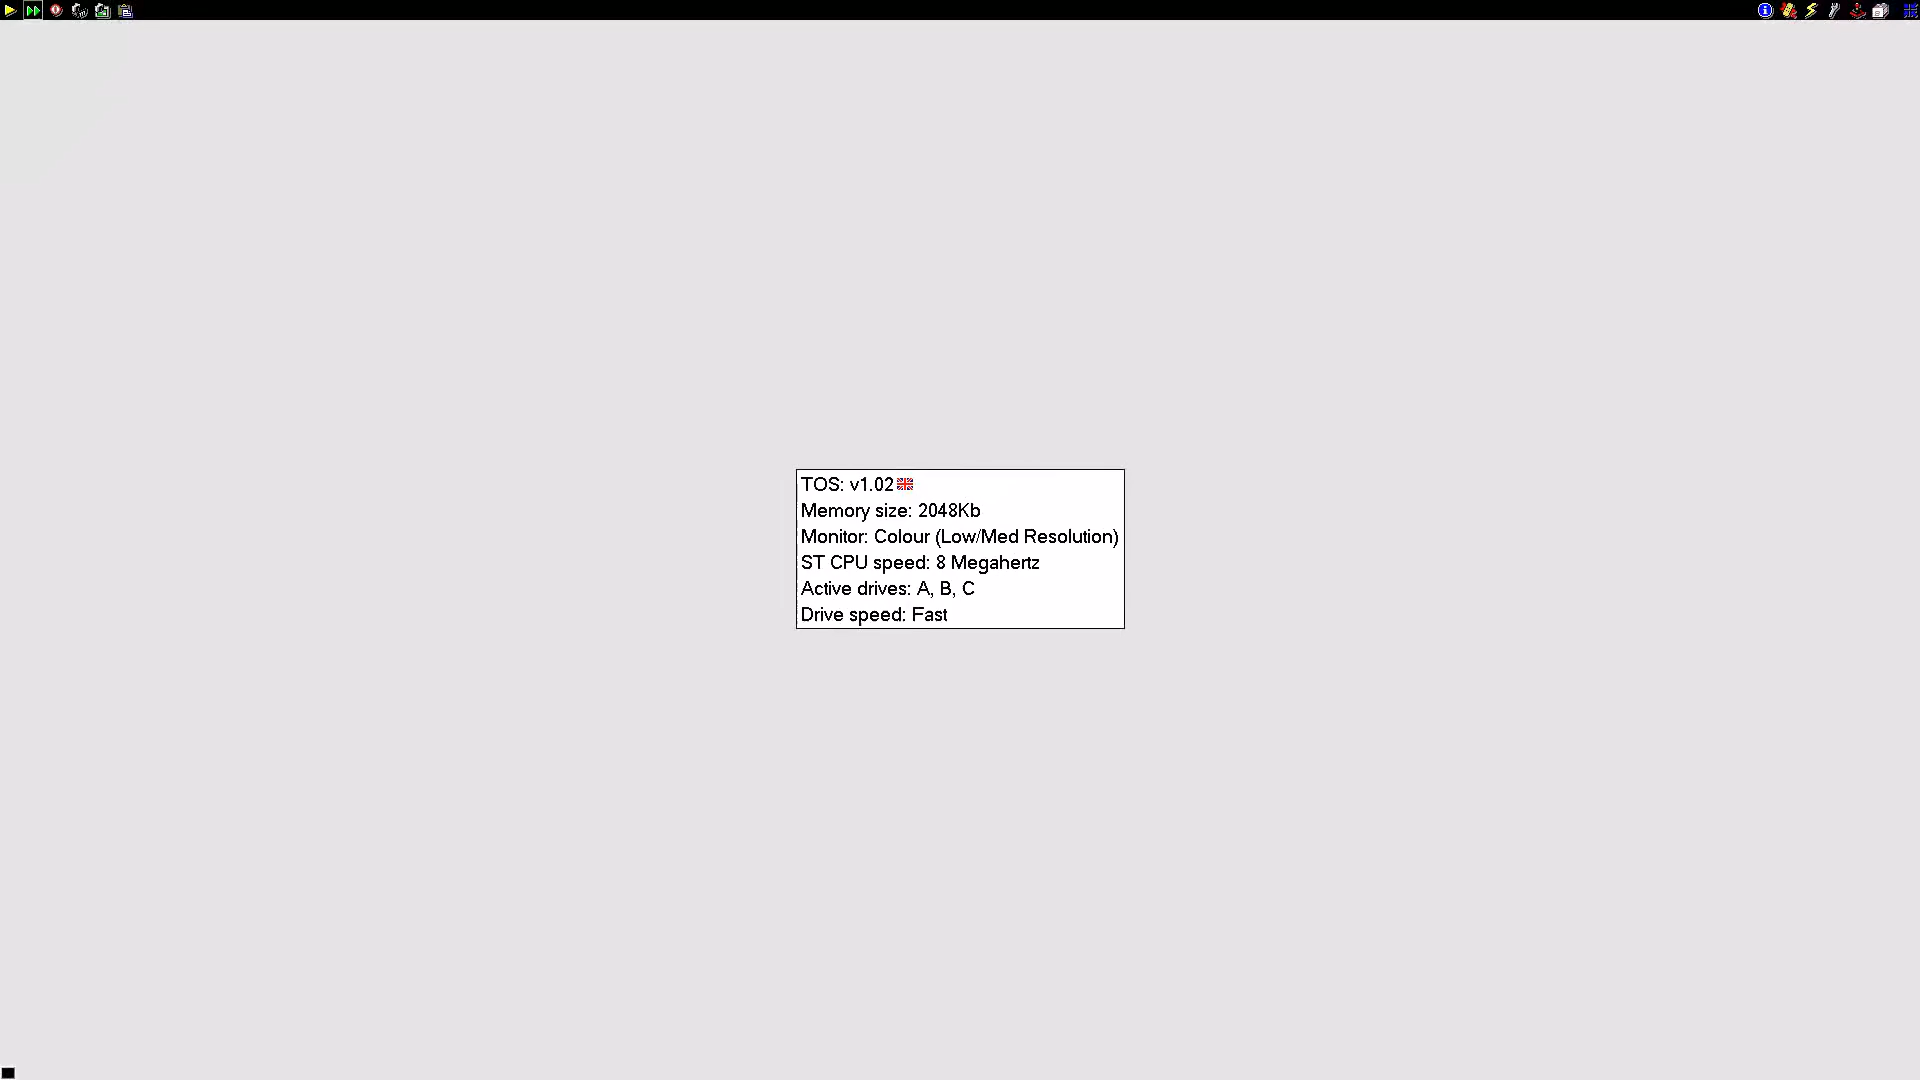 TOS: v1.02
Memory size: 2048Kb
Monitor: Colour (Low/Med Resolution)
ST CPU speed: 8 Megahertz
Active drives: A, B, C
Drive speed: Fast